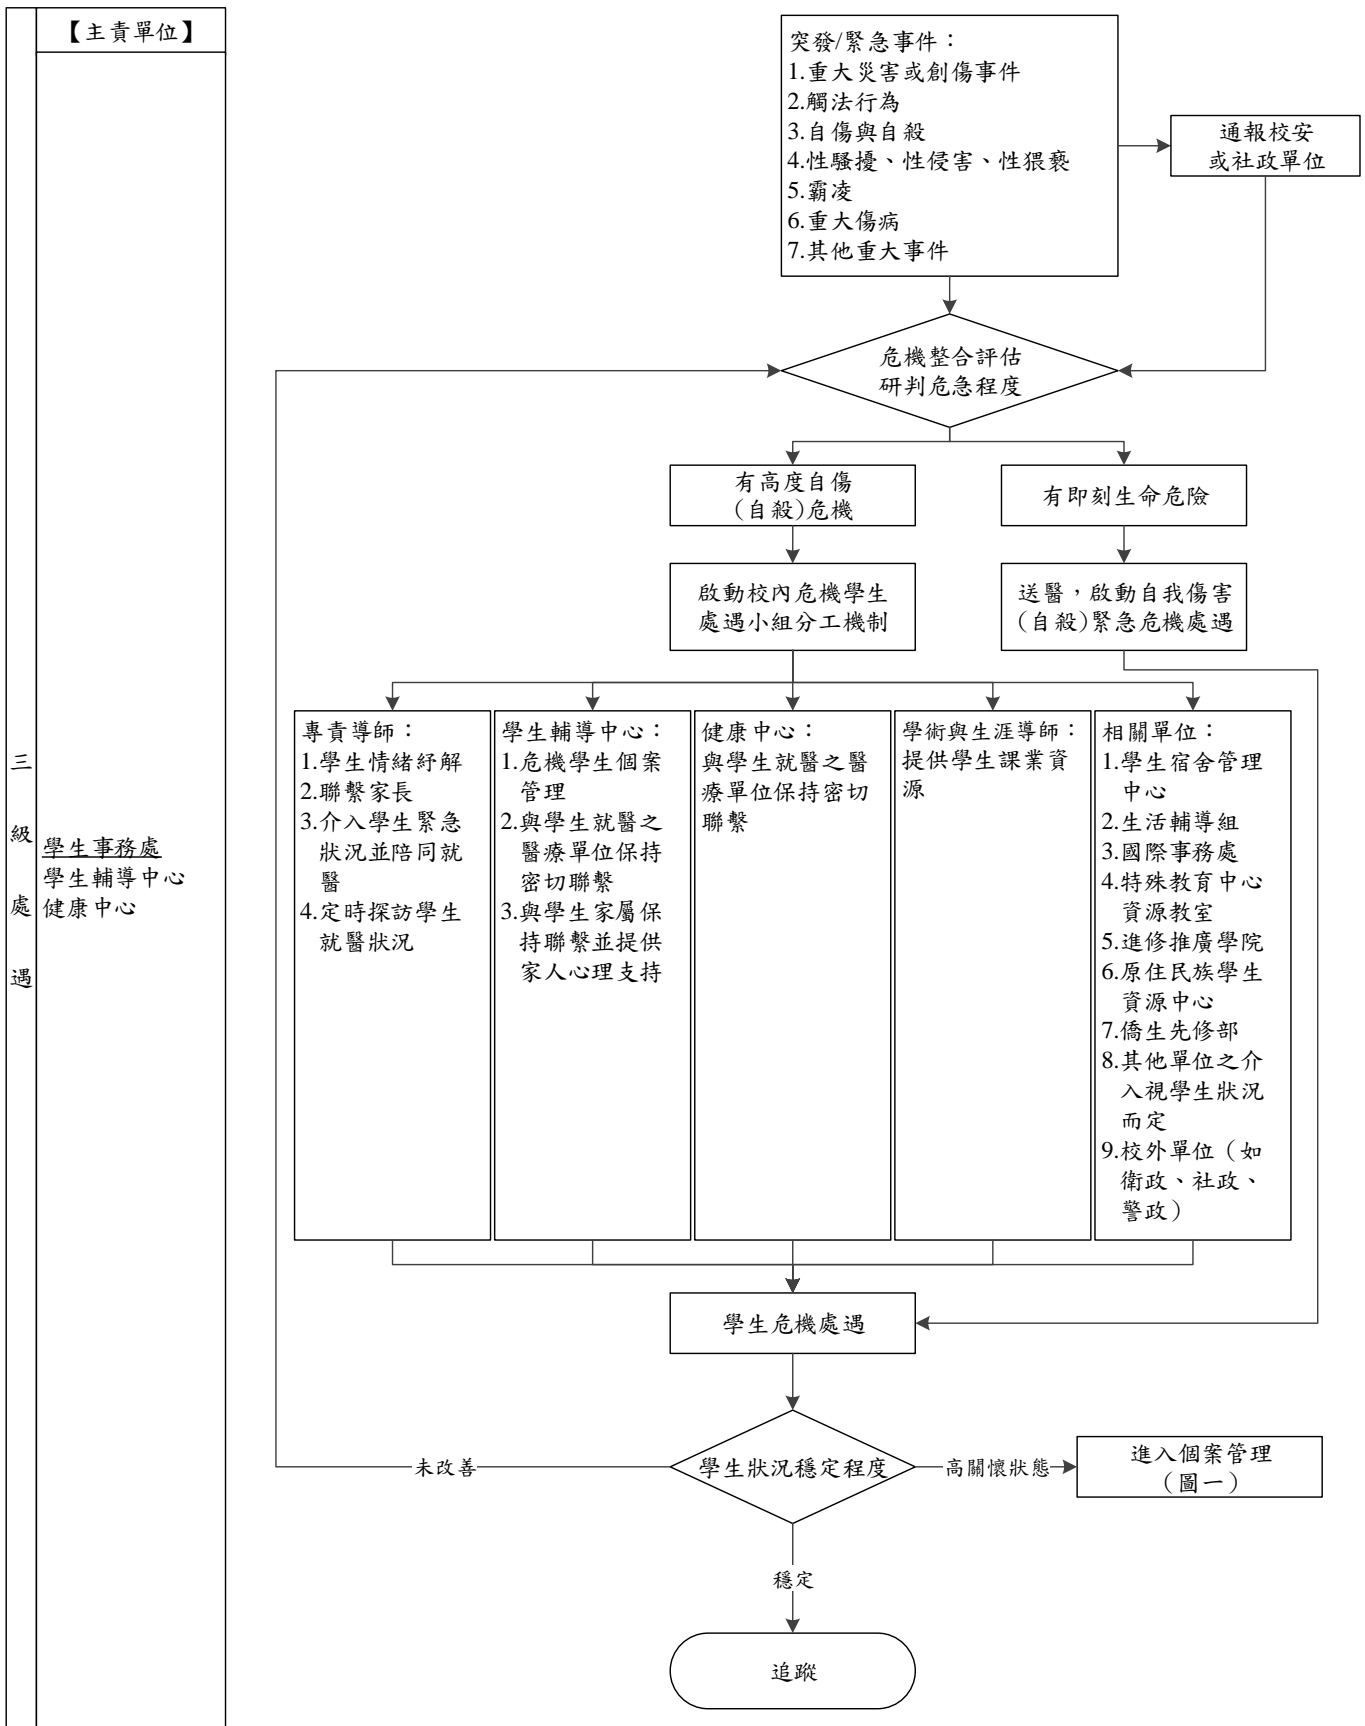 【主責單位】
三
級
處
遇
學生事務處
學生輔導中心
健康中心
突發/緊急事件：
1.重大災害或創傷事件
2.觸法行為
3.自傷與自殺
4.性騷擾、性侵害、性猥褻
5.霸凌
6.重大傷病
7.其他重大事件
通報校安
或社政單位
危機整合評估
研判危急程度
有高度自傷
（自殺)危機
有即刻生命危險
啟動校內危機學生
處遇小組分工機制
送醫，啟動自我傷害
(自殺)緊急危機處遇
專責導師：
1.學生情緒紓解
2.聯繫家長
3.介入學生緊急
狀況並陪同就
醫
4.定時探訪學生
就醫狀況
學生輔導中心：
1.危機學生個案
管理
2.與學生就醫之
醫療單位保持
密切聯繫
3.與學生家屬保
持聯繫並提供
家人心理支持
健康中心：
與學生就醫之醫
療單位保持密切
聯繫
學術與生涯導師：
提供學生課業資
源
相關單位：
1.學生宿舍管理
中心
2.生活輔導組
3.國際事務處
4.特殊教育中心
資源教室
5.進修推廣學院
6.原住民族學生
資源中心
7.僑生先修部
8.其他單位之介
入視學生狀況
而定
9.校外單位（如
衛政、社政、
警政）
學生危機處遇
未改善
學生狀況穩定程度
高關懷狀態
進入個案管理
（圖一）
穩定
追蹤